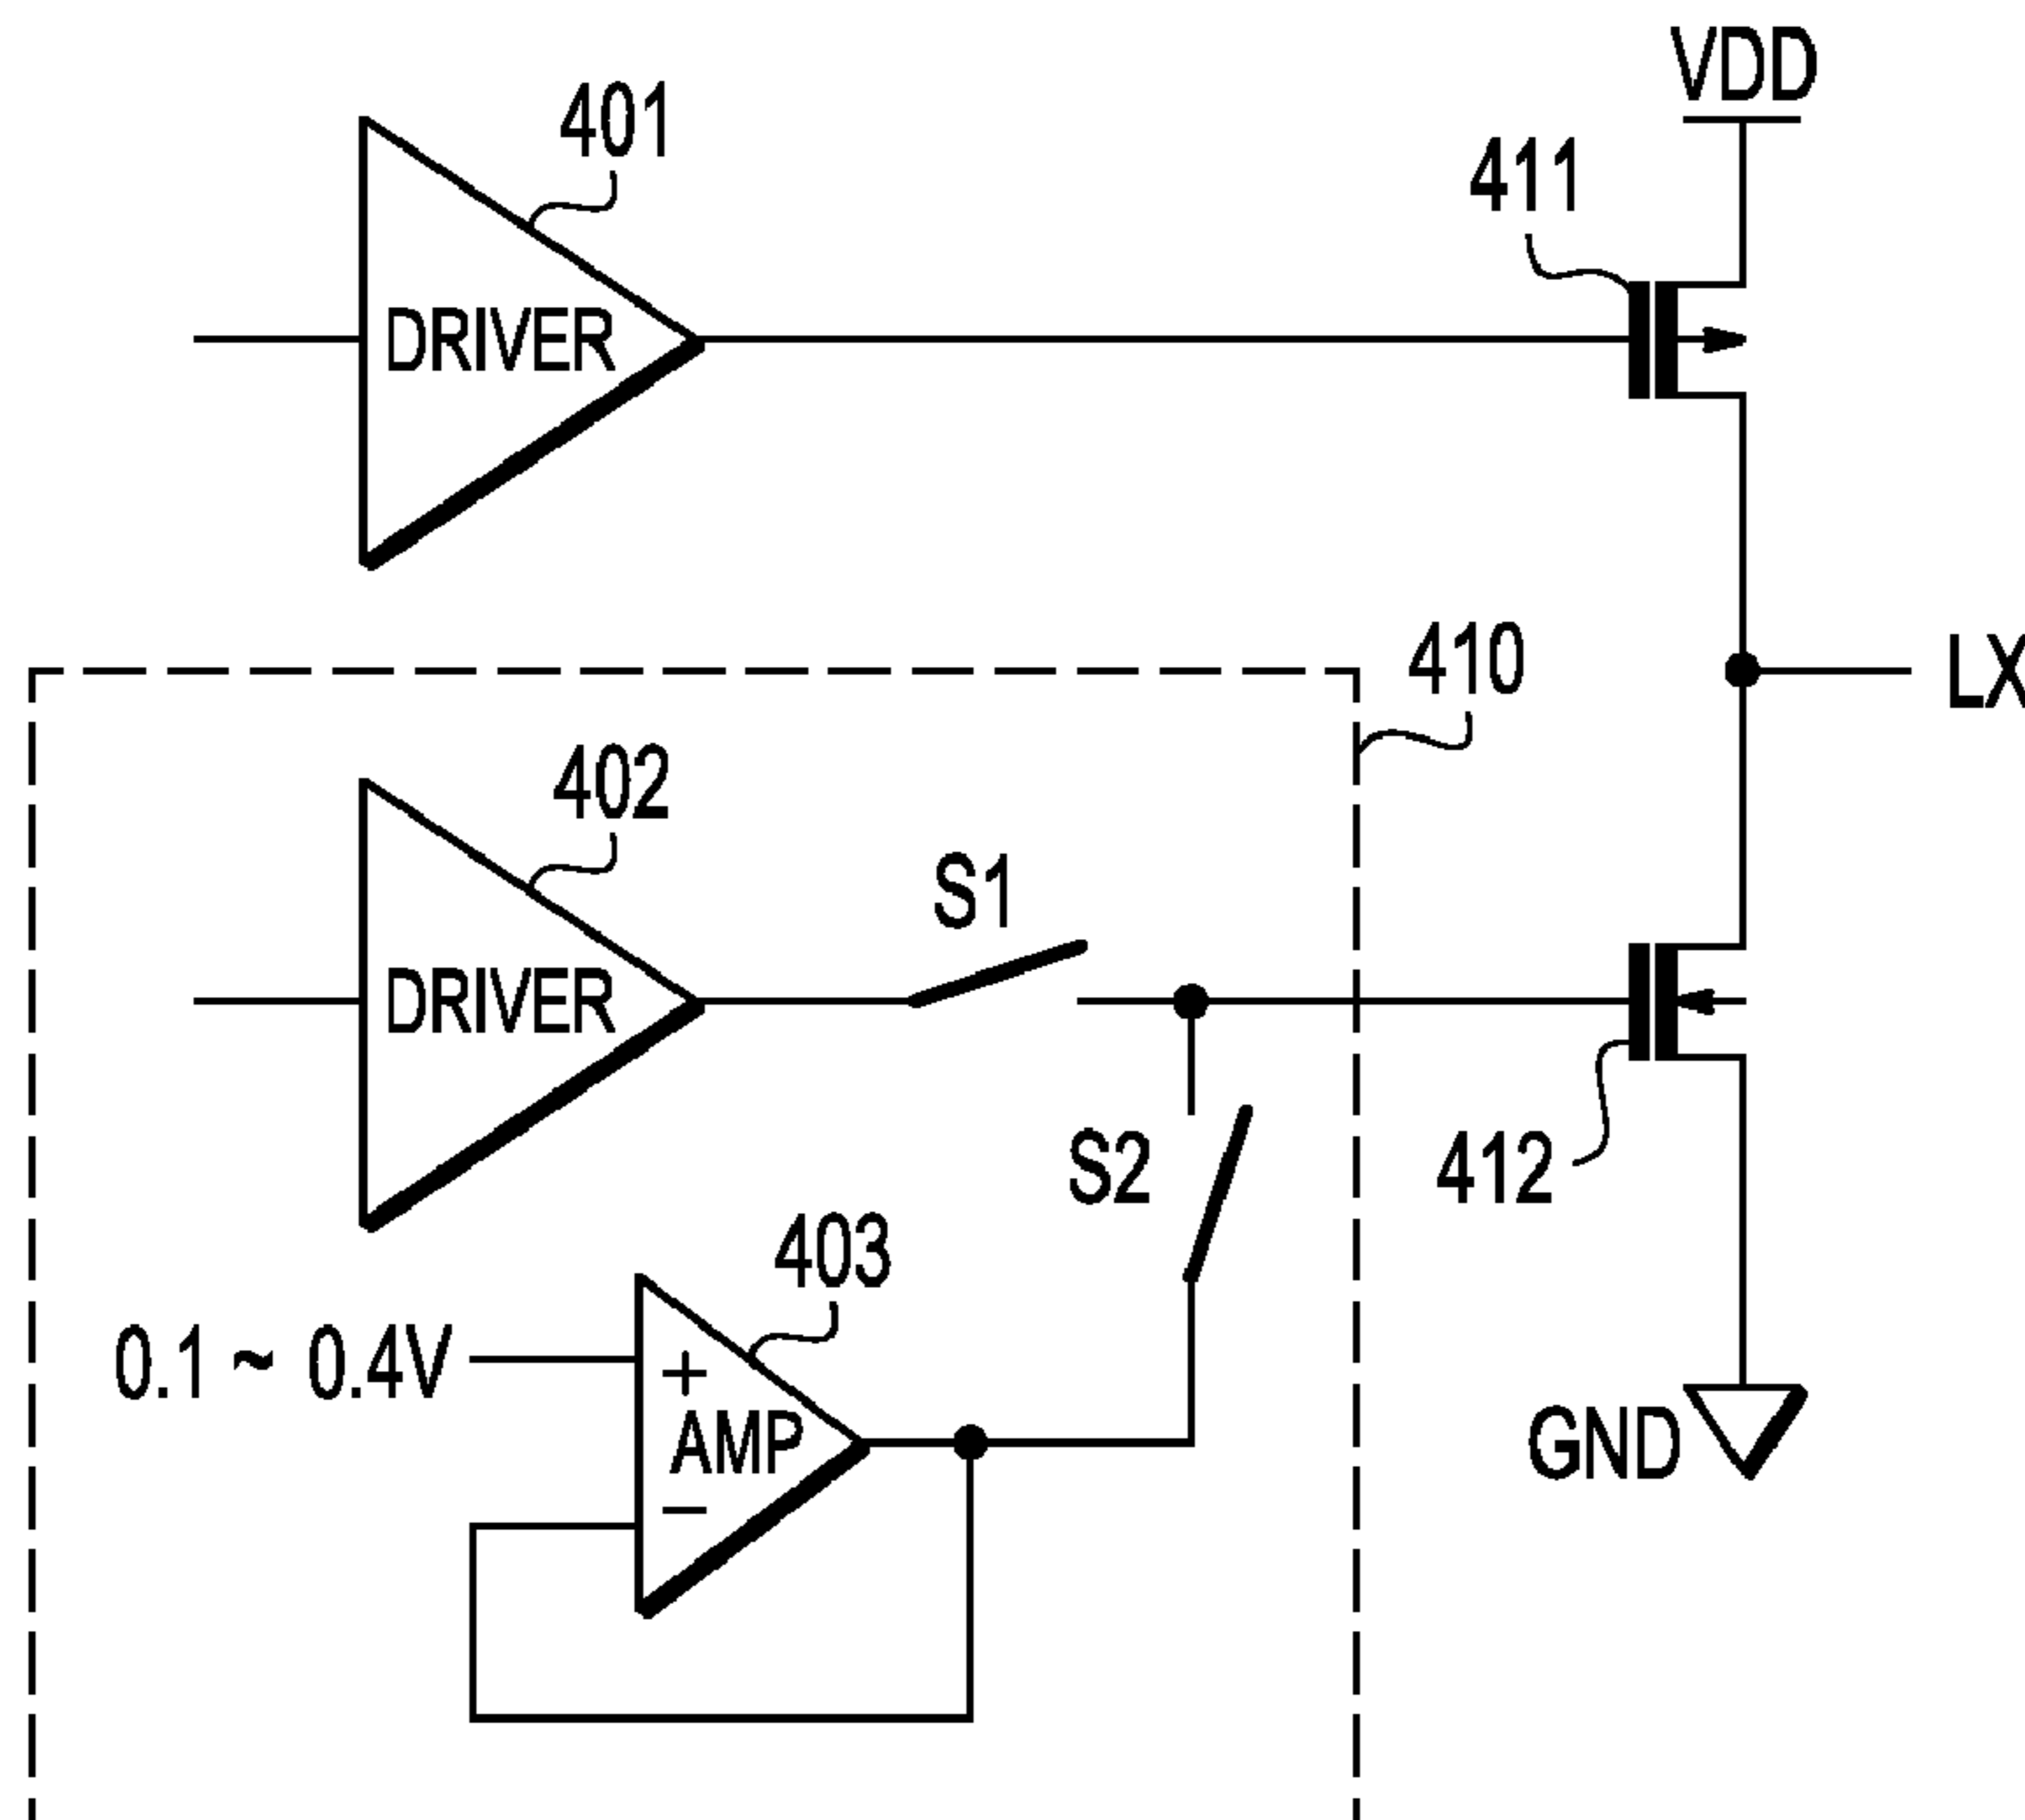 VDD
401
411
DRIVER
410
LX
402
S1
DRIVER
S2
412
403
0.1 ~ 0.4V
+
AMP
−
GND